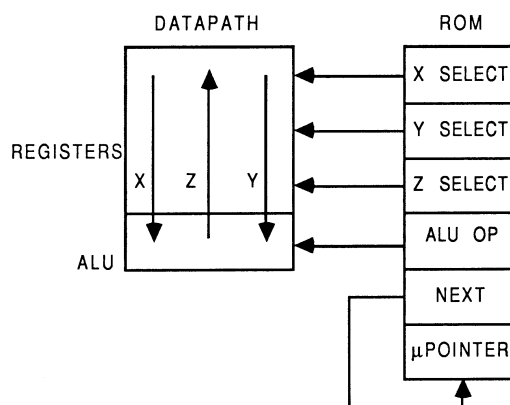 DATAPATH
ROM
X SELECT
Y SELECT
REGISTERS
X
Z
Y
Z SELECT
ALU OP
ALU
NEXT
µPOINTER